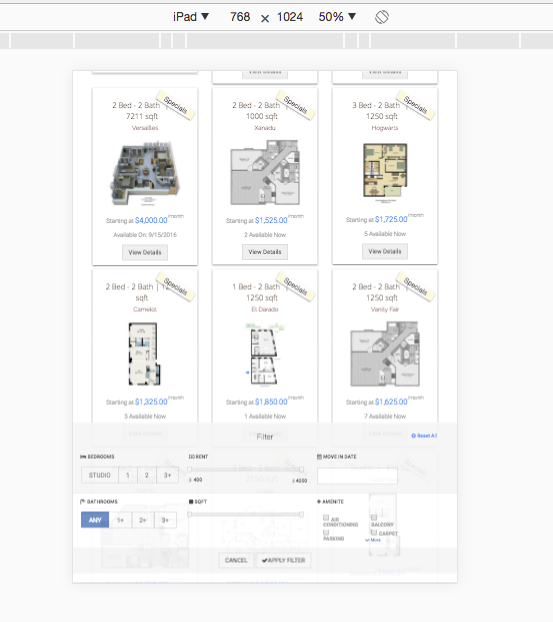 iPad ▼ 768 × 1024 50% ▼
View Details
View Details
2 Bed - 2 Bath |
7211 sqft
Specials
Versailles
Starting at $4,000.00 /month
Available On: 9/15/2016
View Details
2 Bed - 2 Bath |
1000 sqft
Specials
Xanadu
Starting at $1,525.00 /month
2 Available Now
View Details
3 Bed - 2 Bath |
1250 sqft
Specials
Hogwarts
Starting at $1,725.00 /month
5 Available Now
View Details
2 Bed - 2 Bath |
sqft
Specials
Camelot
Starting at $1,325.00 /month
3 Available Now
1 Bed - 2 Bath |
1250 sqft
Specials
El Dorado
Starting at $1,850.00 /month
1 Available Now
2 Bed - 2 Bath |
1250 sqft
Specials
Vanity Fair
Starting at $1,625.00 /month
7 Available Now
Filter
Reset All
BEDROOMS
STUDIO 1 2 3+
RENT
$ 400 $ 4000
MOVE IN DATE
BATHROOMS
ANY 1+ 2+ 3+
SQFT
AMENITE
AIR
CONDITIONING
BALCONY
PARKING
CARPET
More
CANCEL
APPLY FILTER